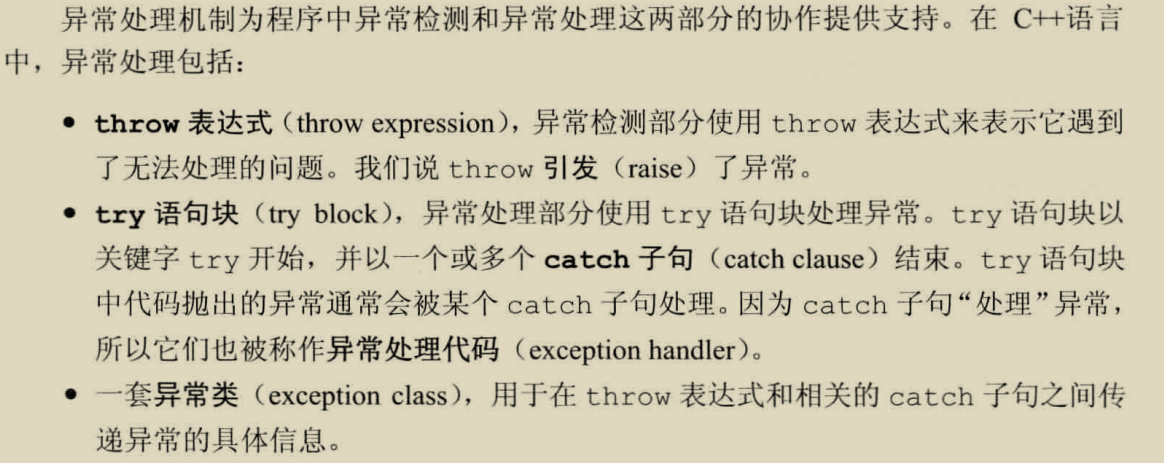 异常处理机制为程序中异常检测和异常处理这两部分的协作提供支持。在 C++语言
中，异常处理包括：
● throw 表达式（throw expression），异常检测部分使用 throw 表达式来表示它遇到
了无法处理的问题。我们说 throw 引发（raise）了异常。
● try 语句块（try block），异常处理部分使用 try 语句块处理异常。try 语句块以
关键字 try 开始，并以一个或多个 catch 子句（catch clause）结束。try 语句块
中代码抛出的异常通常会被某个 catch 子句处理。因为 catch 子句“处理”异常，
所以它们也被称作异常处理代码（exception handler）。
● 一套异常类（exception class），用于在 throw 表达式和相关的 catch 子句之间传
递异常的具体信息。